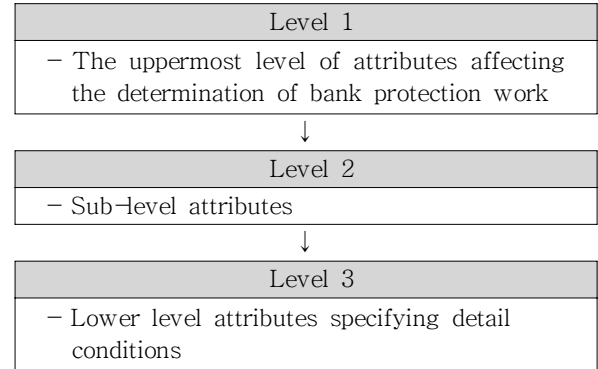 Level 1
- The uppermost level of attributes affecting
the determination of bank protection work
↓
Level 2
- Sub-level attributes
↓
Level 3
- Lower level attributes specifying detail
conditions